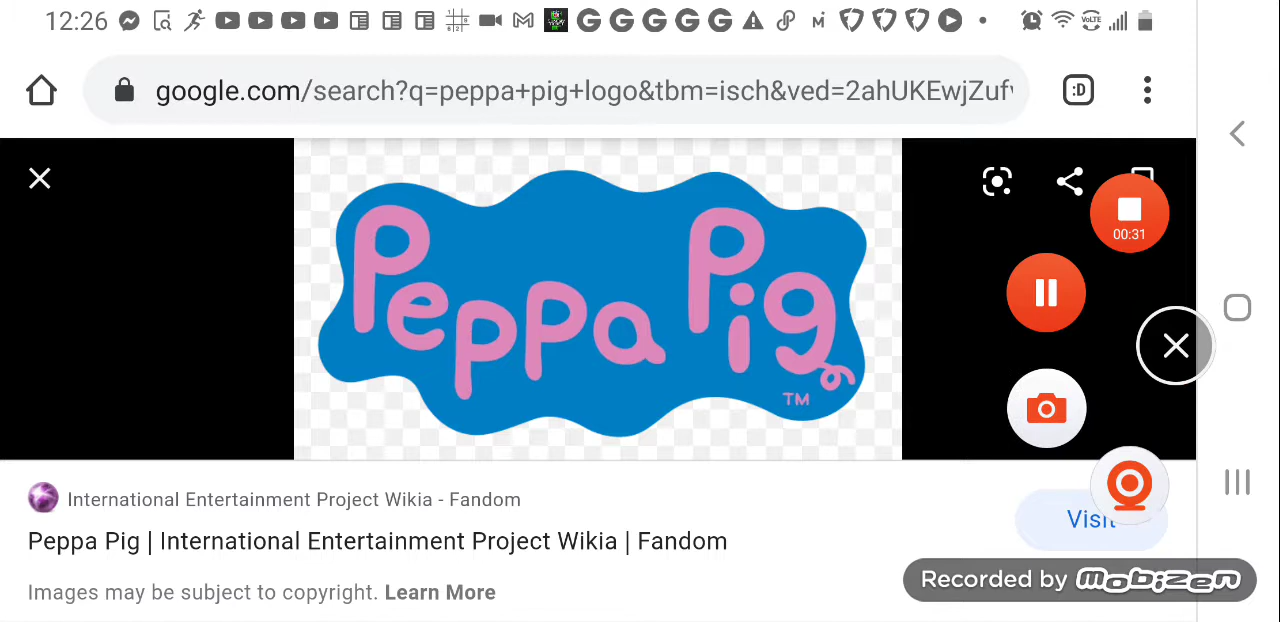 12:26
VoLTE
:D
google.com/search?q=peppa+pig+logo&tbm=isch&ved=2ahUKEwjZuf
Peppa Pig
TM
00:31
International Entertainment Project Wikia - Fandom
Peppa Pig | International Entertainment Project Wikia | Fandom
Visit
Images may be subject to copyright. Learn More
Recorded by mobizen